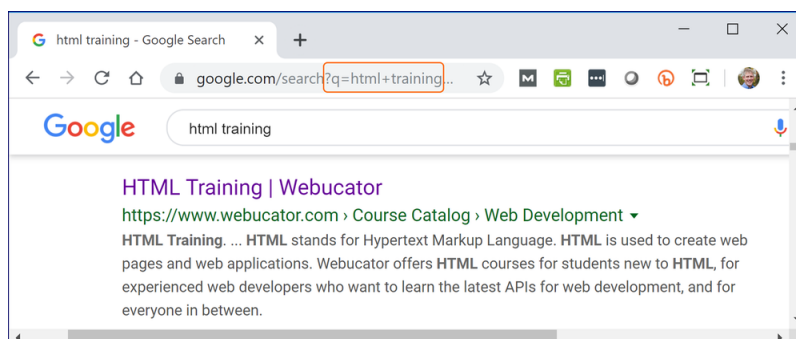 html training - Google Search
google.com/search?q=html+training...
Google
html training
HTML Training | Webucator
https://www.webucator.com › Course Catalog › Web Development
HTML Training. ... HTML stands for Hypertext Markup Language. HTML is used to create web
pages and web applications. Webucator offers HTML courses for students new to HTML, for
experienced web developers who want to learn the latest APIs for web development, and for
everyone in between.